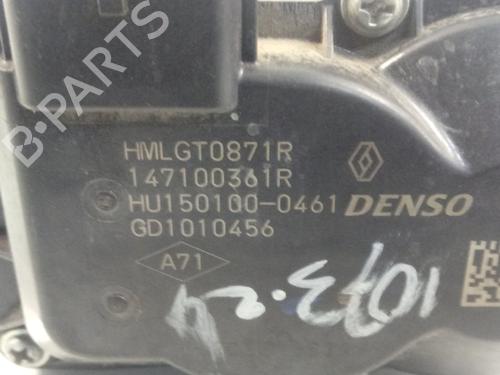 HMLGT0871R
147100361R
HU150100-0461 DENSO
GD1010456
A71
1073.24
B-PARTS